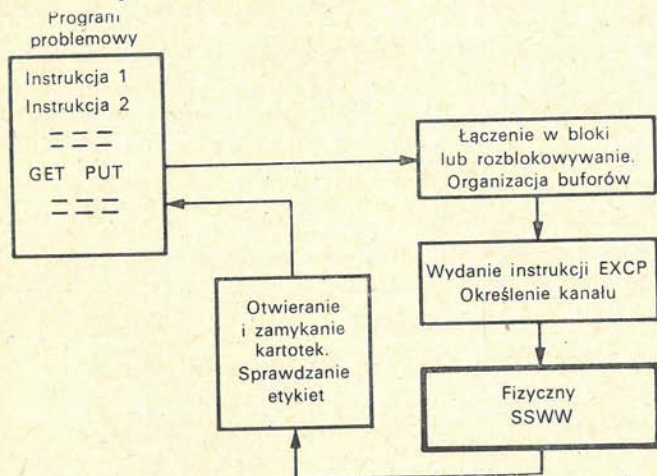 Program
problemowy
Instrukcja 1
Instrukcja 2
GET PUT
Łączenie w bloki
lub rozblokowywanie.
Organizacja buforów
Wydanie instrukcji EXCP
Określenie kanału
Otwieranie
i zamykanie
kartotek.
Sprawdzanie
etykiet
Fizyczny
SSWW